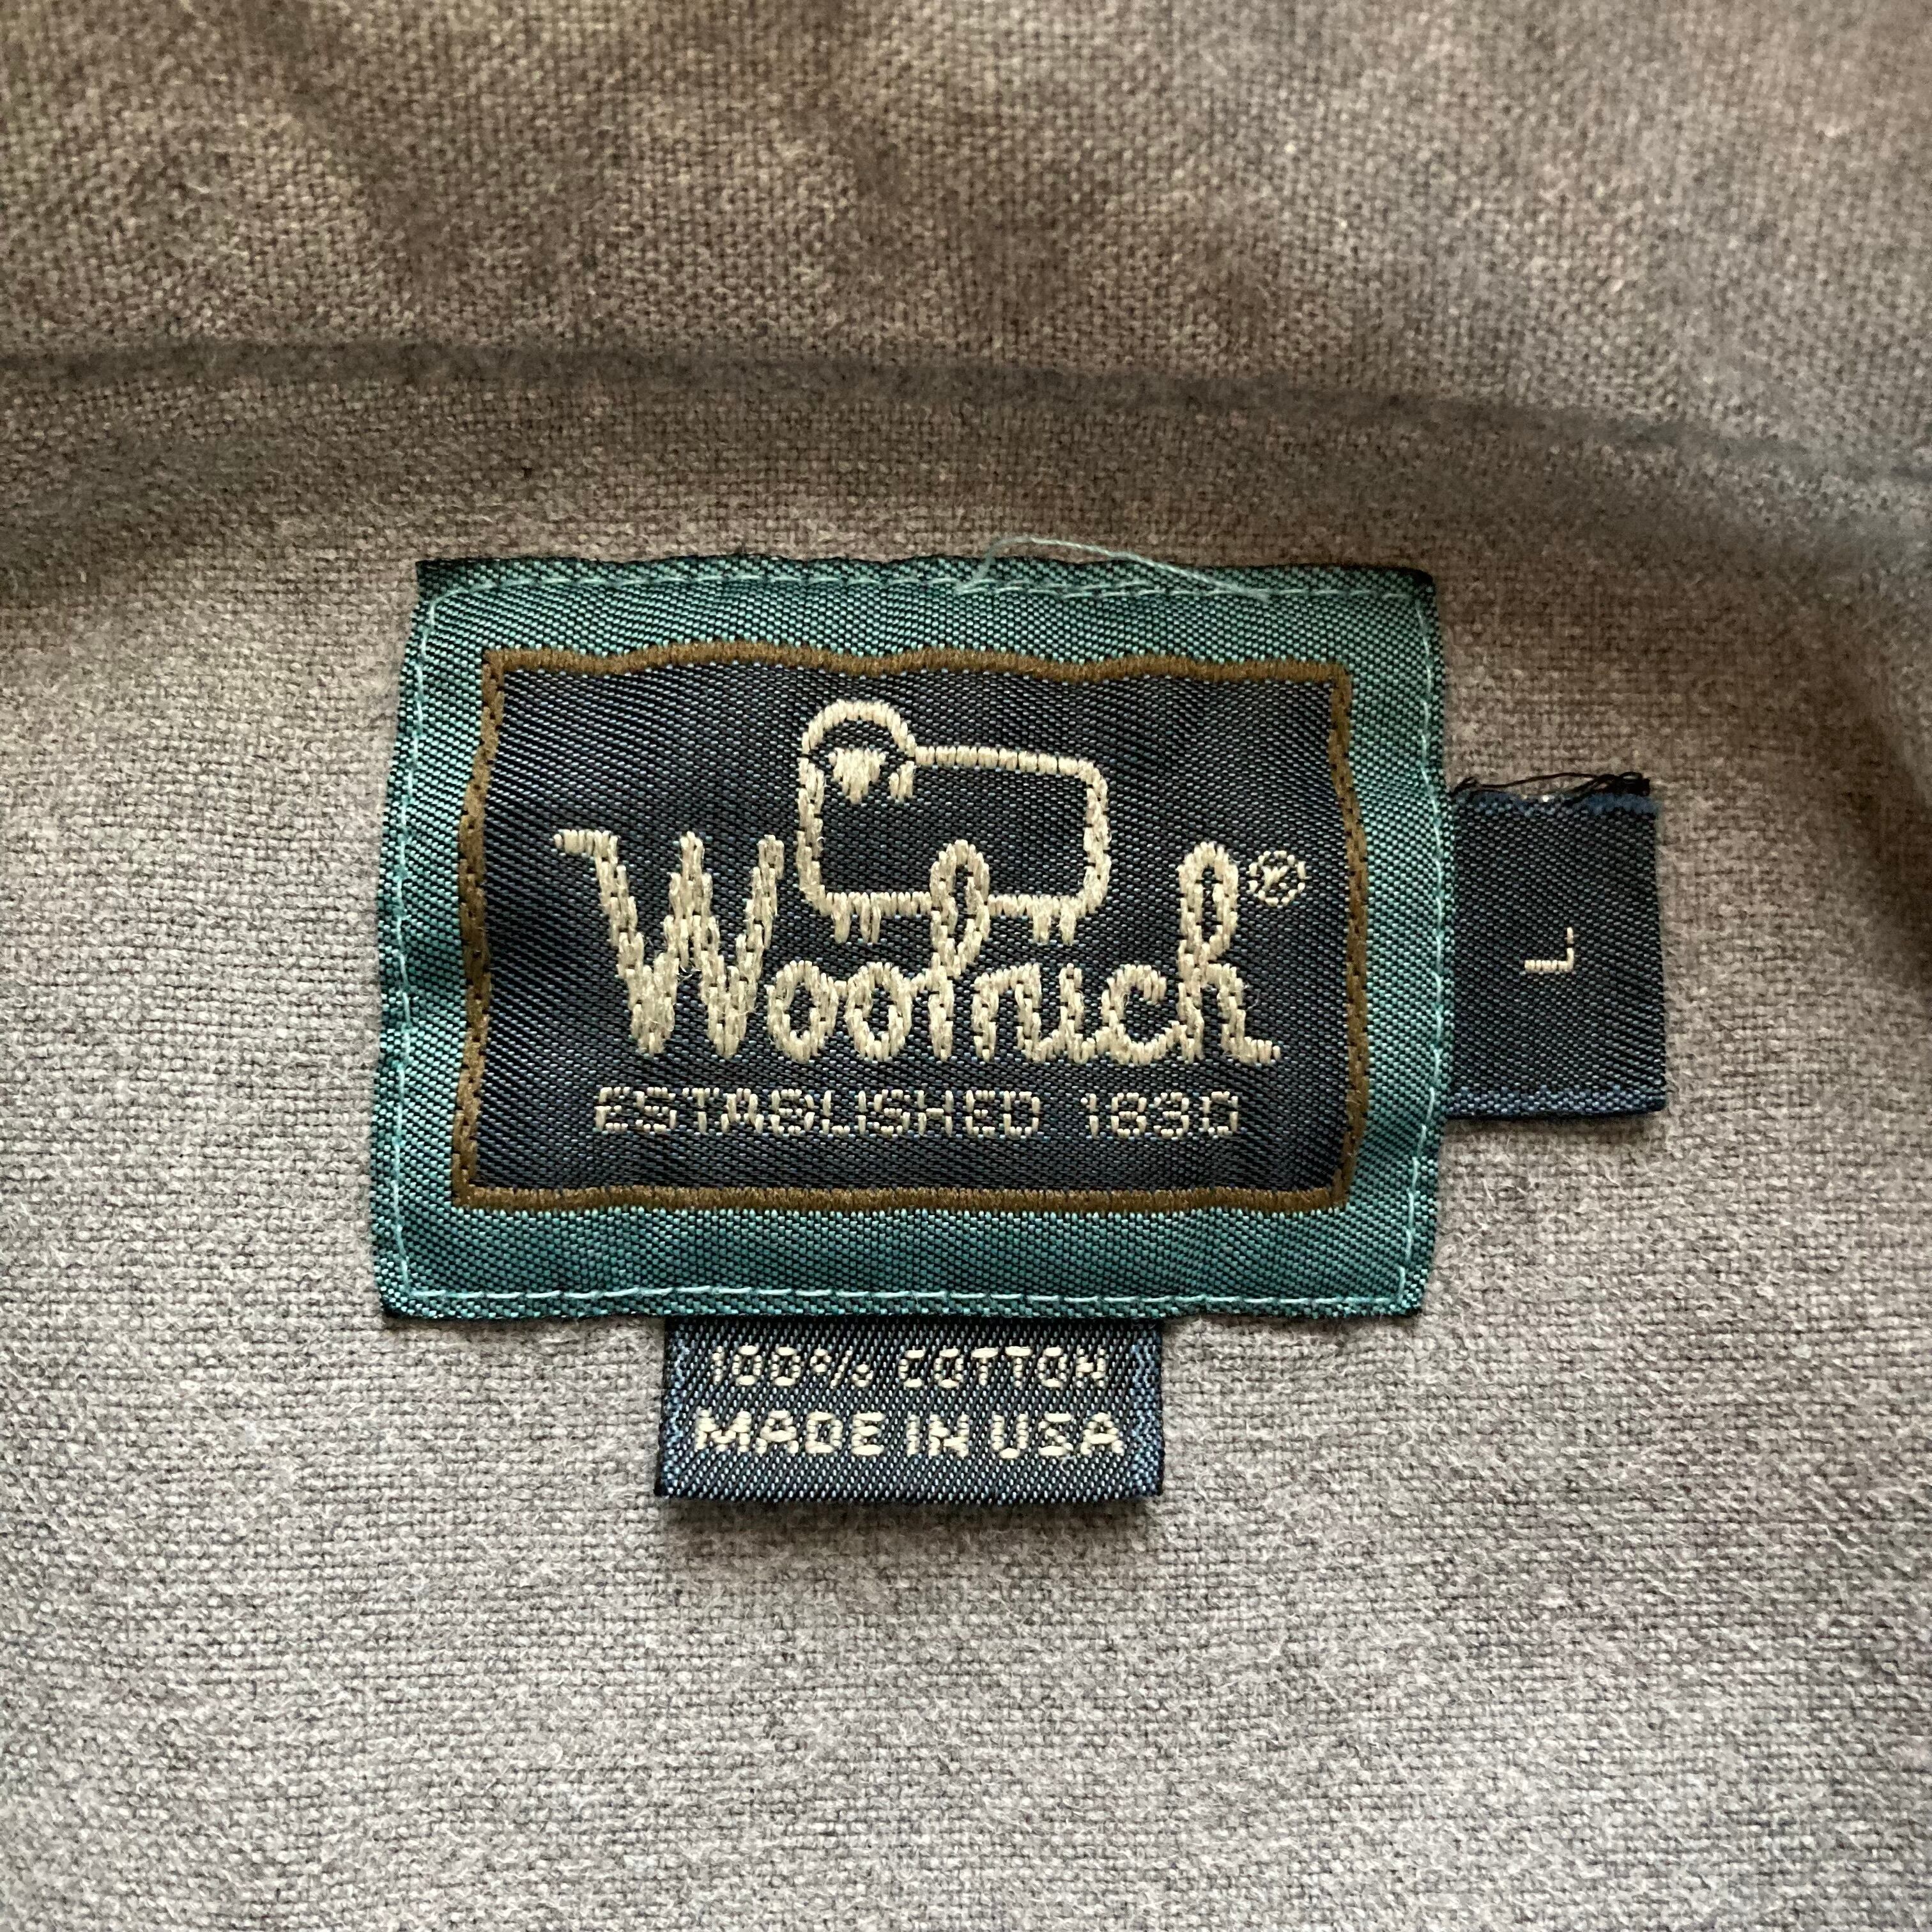 Woolrich®
ESTABLISHED 1830
L
100% COTTON
MADE IN USA